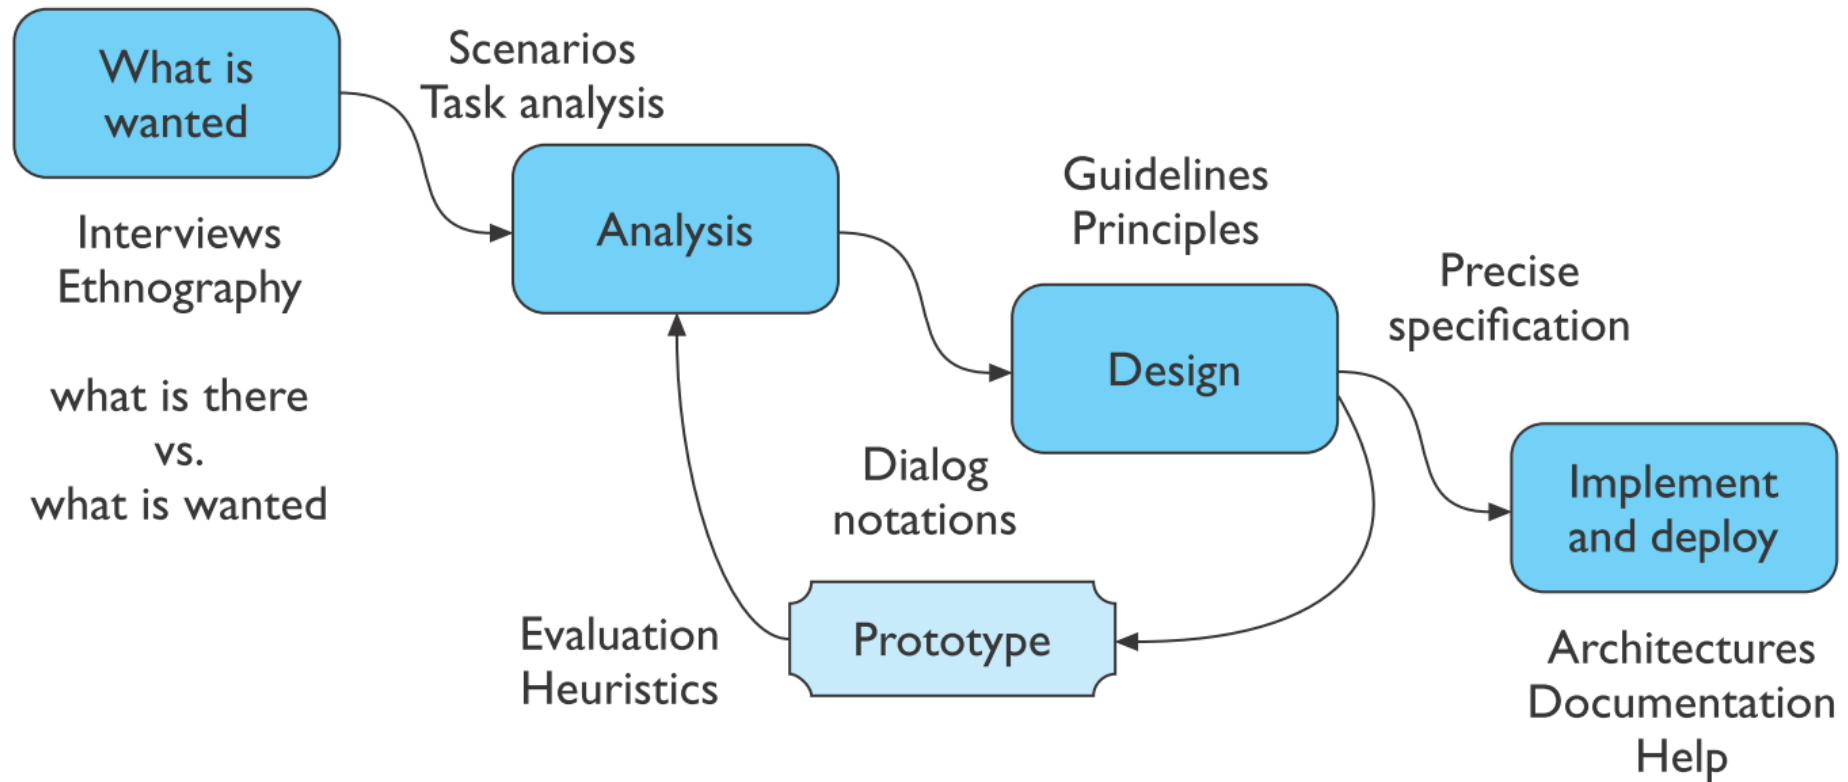 What is
wanted
Interviews
Ethnography
what is there
vs.
what is wanted
Scenarios
Task analysis
Analysis
Guidelines
Principles
Design
Precise
specification
Dialog
notations
Prototype
Evaluation
Heuristics
Implement
and deploy
Architectures
Documentation
Help